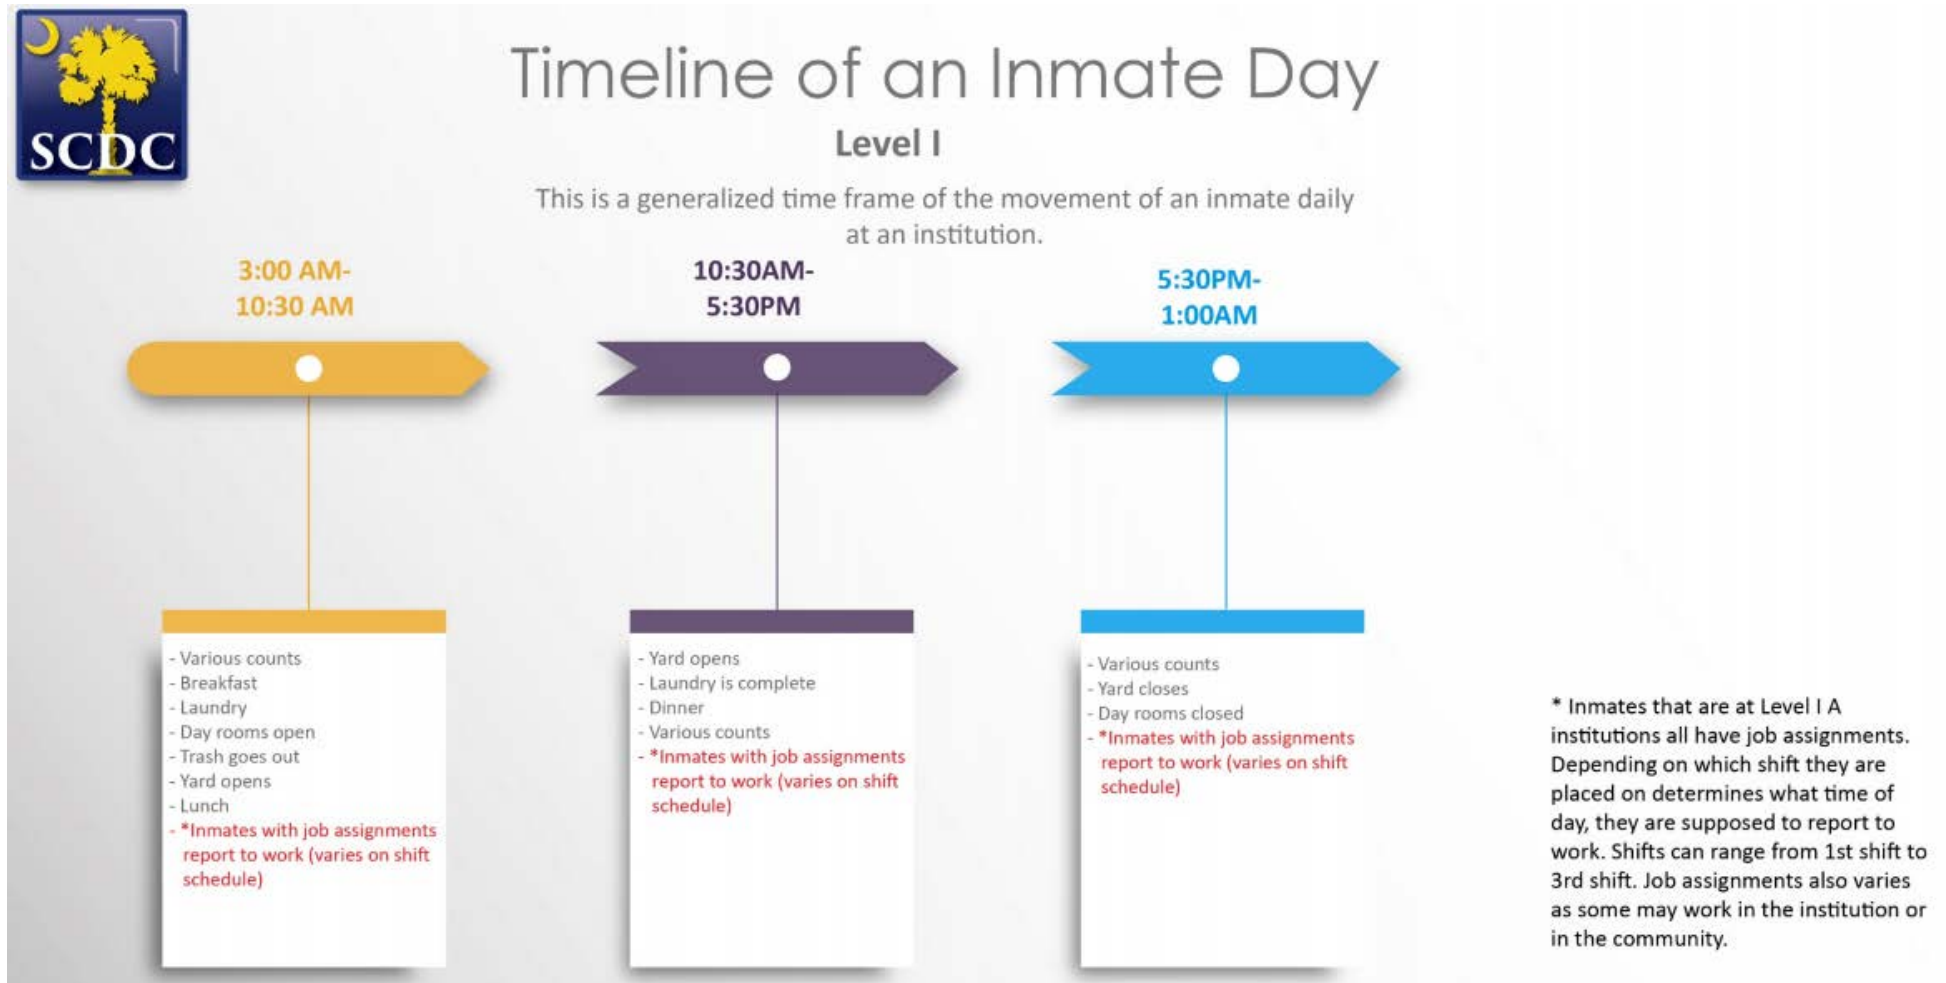 SCDC
Timeline of an Inmate Day
Level I
This is a generalized time frame of the movement of an inmate daily
at an institution.
3:00 AM-
10:30 AM
- Various counts
- Breakfast
- Laundry
- Day rooms open
- Trash goes out
- Yard opens
- Lunch
- *Inmates with job assignments
report to work (varies on shift
schedule)
10:30AM-
5:30PM
- Yard opens
- Laundry is complete
- Dinner
- Various counts
- *Inmates with job assignments
report to work (varies on shift
schedule)
5:30PM-
1:00AM
- Various counts
- Yard closes
- Day rooms closed
- *Inmates with job assignments
report to work (varies on shift
schedule)
* Inmates that are at Level I A
institutions all have job assignments.
Depending on which shift they are
placed on determines what time of
day, they are supposed to report to
work. Shifts can range from 1st shift to
3rd shift. Job assignments also varies
as some may work in the institution or
in the community.